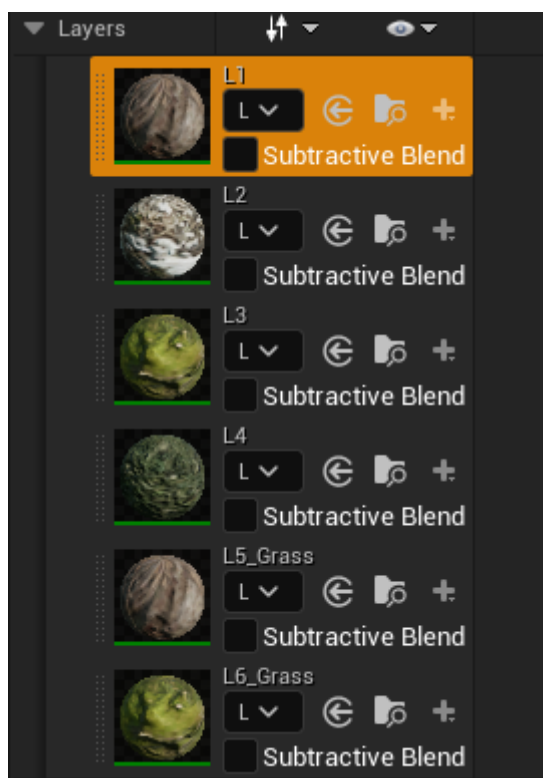 Layers
L1
L
Subtractive Blend
L2
L
Subtractive Blend
L3
L
Subtractive Blend
L4
L
Subtractive Blend
L5_Grass
L
Subtractive Blend
L6_Grass
L
Subtractive Blend